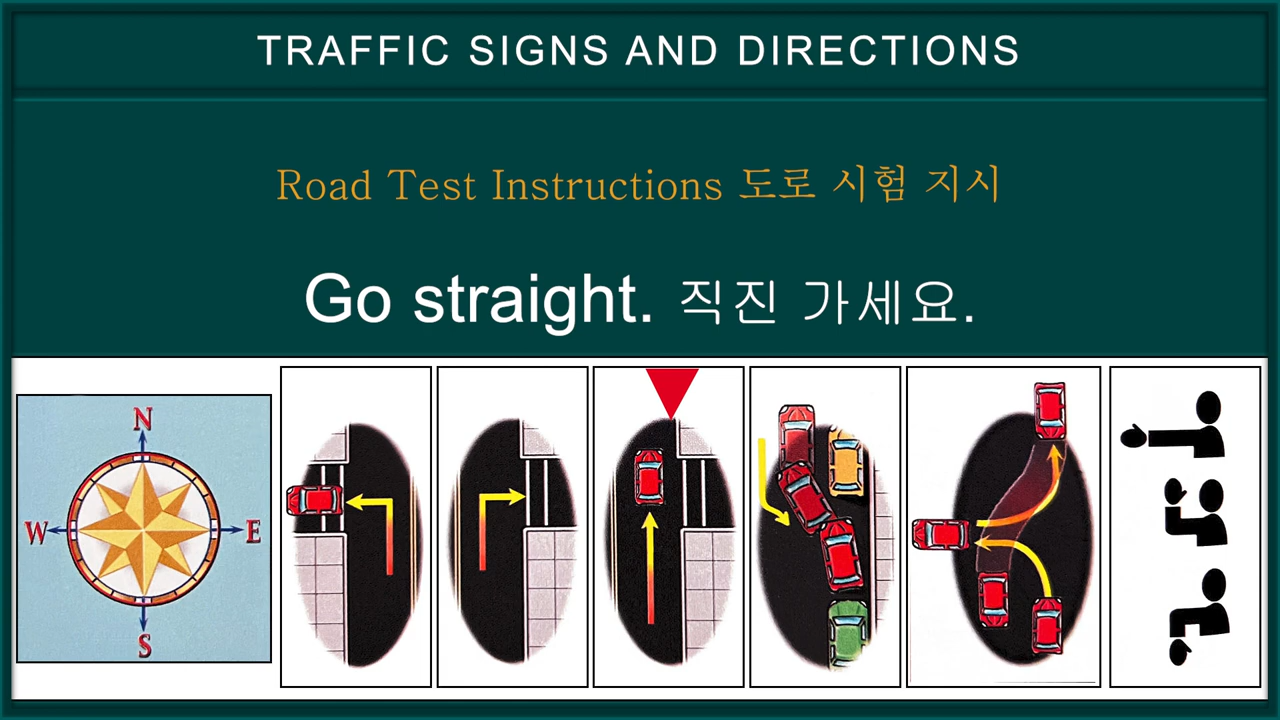 TRAFFIC SIGNS AND DIRECTIONS
Road Test Instructions 도로 시험 지시
Go straight. 직진 가세요.
N
W E
S